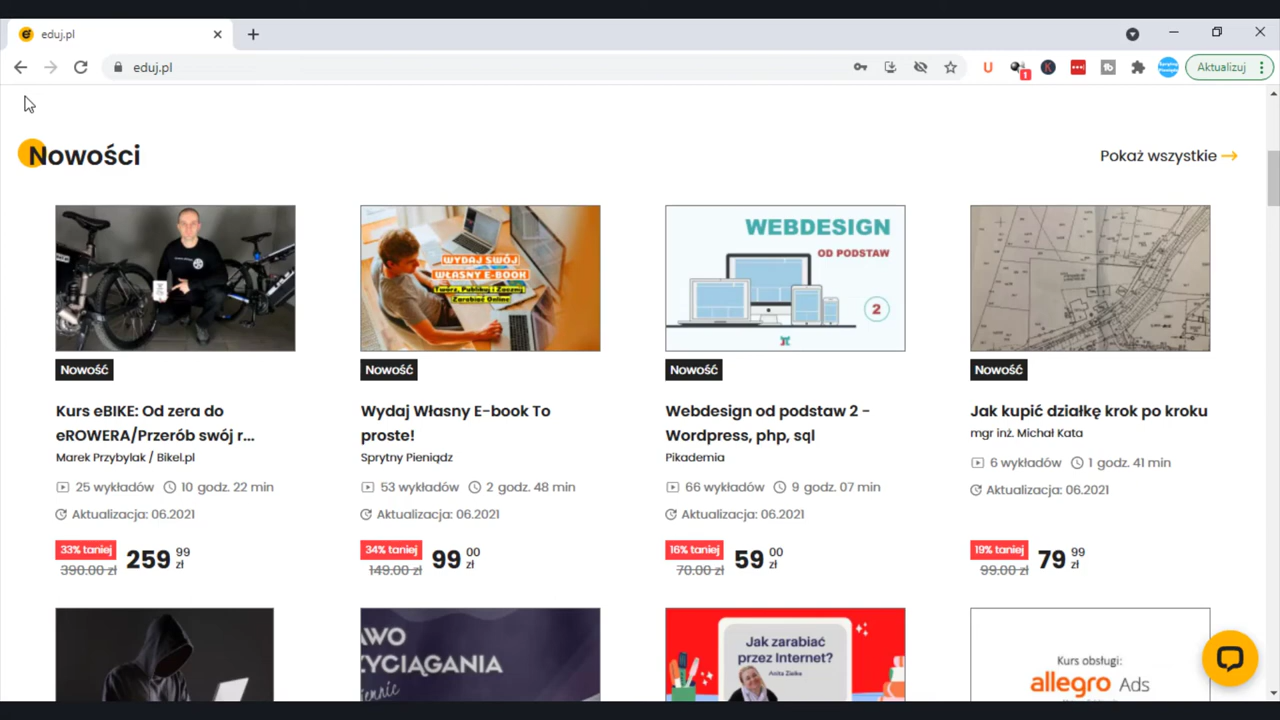 eduj.pl
eduj.pl
Aktualizuj
1
Nowości
Pokaż wszystkie
WYDAJ SWÓJ
WŁASNY E-BOOK
Twórz, Publikuj i Zacznij
Zarabiać Online!
WEBDESIGN
OD PODSTAW
2
Nowość
Nowość
Nowość
Nowość
Kurs eBIKE: Od zera do
eROWERA/Przerób swój r...
Marek Przybylak / Bikel.pl
25 wykładów 10 godz. 22 min
Aktualizacja: 06.2021
33% taniej
390.00 zł
259 99 zł
Wydaj Własny E-book To
proste!
Sprytny Pieniądz
53 wykładów 2 godz. 48 min
Aktualizacja: 06.2021
34% taniej
149.00 zł
99 00 zł
Webdesign od podstaw 2 -
Wordpress, php, sql
Pikademia
66 wykładów 9 godz. 07 min
Aktualizacja: 06.2021
16% taniej
70.00 zł
59 00 zł
Jak kupić działkę krok po kroku
mgr inż. Michał Kata
6 wykładów 1 godz. 41 min
Aktualizacja: 06.2021
19% taniej
99.00 zł
79 99 zł
AWO
ZYCIĄGANIA
Jak zarabiać
przez Internet?
Anita Zielke
Kurs obsługi:
allegro Ads